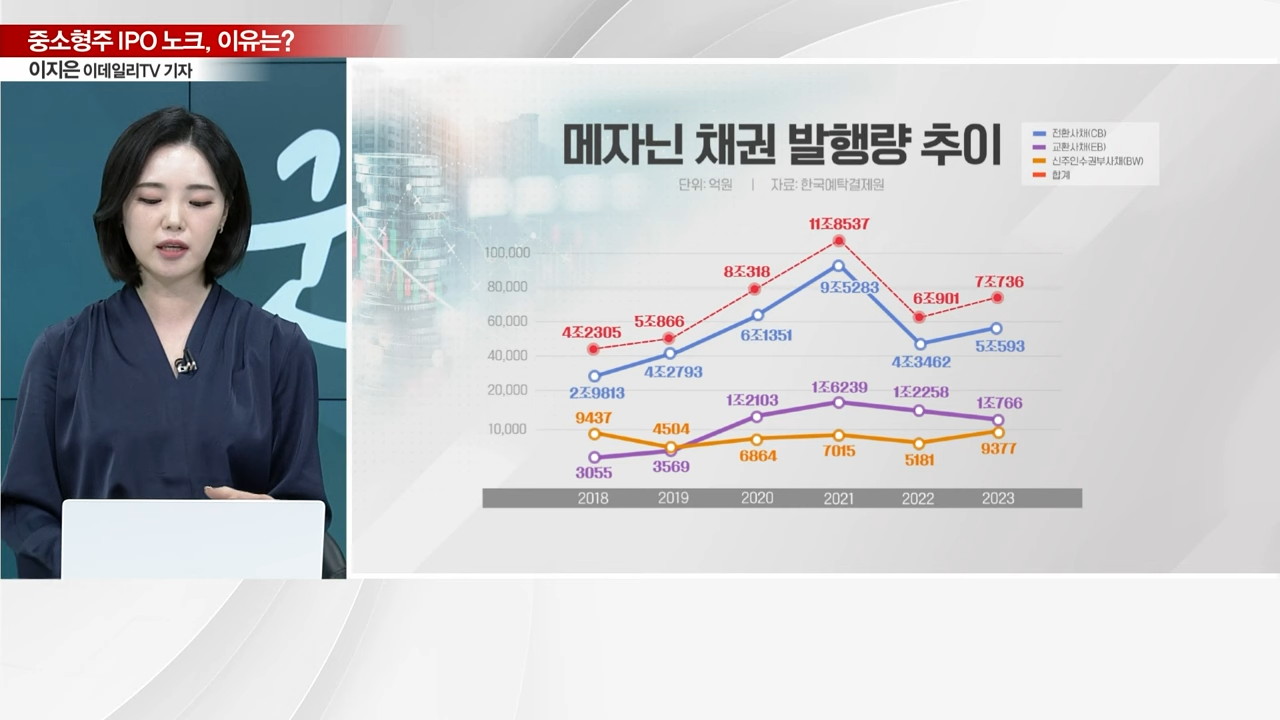 중소형주 IPO 노크, 이유는?
이지은 이데일리TV 기자
메자닌 채권 발행량 추이
단위: 억원 | 자료: 한국예탁결제원
전환사채(CB)
교환사채(EB)
신주인수권부사채(BW)
합계
100,000
80,000
60,000
40,000
20,000
10,000
4조2305
5조866
8조318
11조8537
6조901
7조736
2조9813
4조2793
6조1351
9조5283
4조3462
5조593
9437
4504
1조2103
1조6239
1조2258
1조766
3055
3569
6864
7015
5181
9377
2018 2019 2020 2021 2022 2023